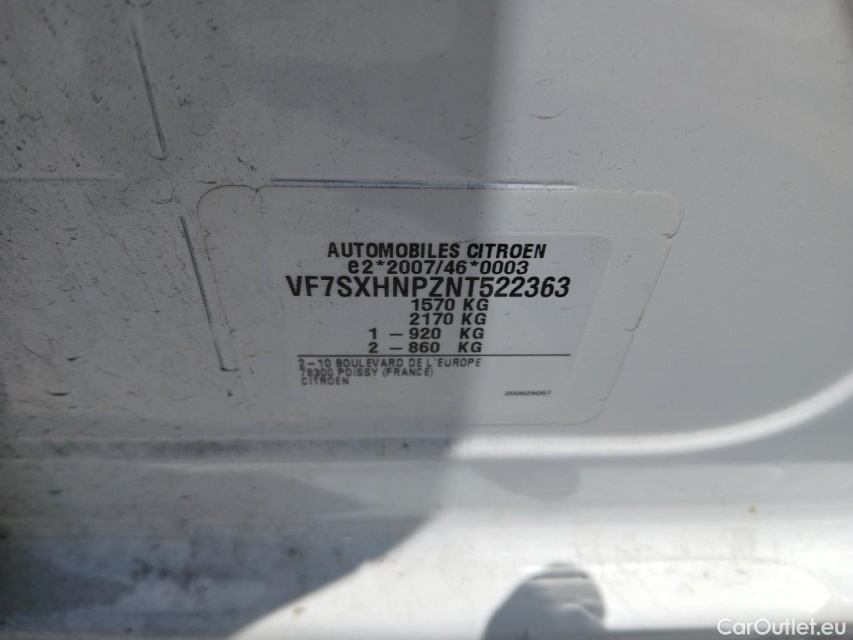 AUTOMOBILES CITROEN
e2*2007/46*0003
VF7SXHNPZNT522363
1570 KG
2170 KG
1 – 920 KG
2 – 860 KG
2–10 BOULEVARD DE L'EUROPE
78300 POISSY (FRANCE)
CITROEN
CarOutlet.eu